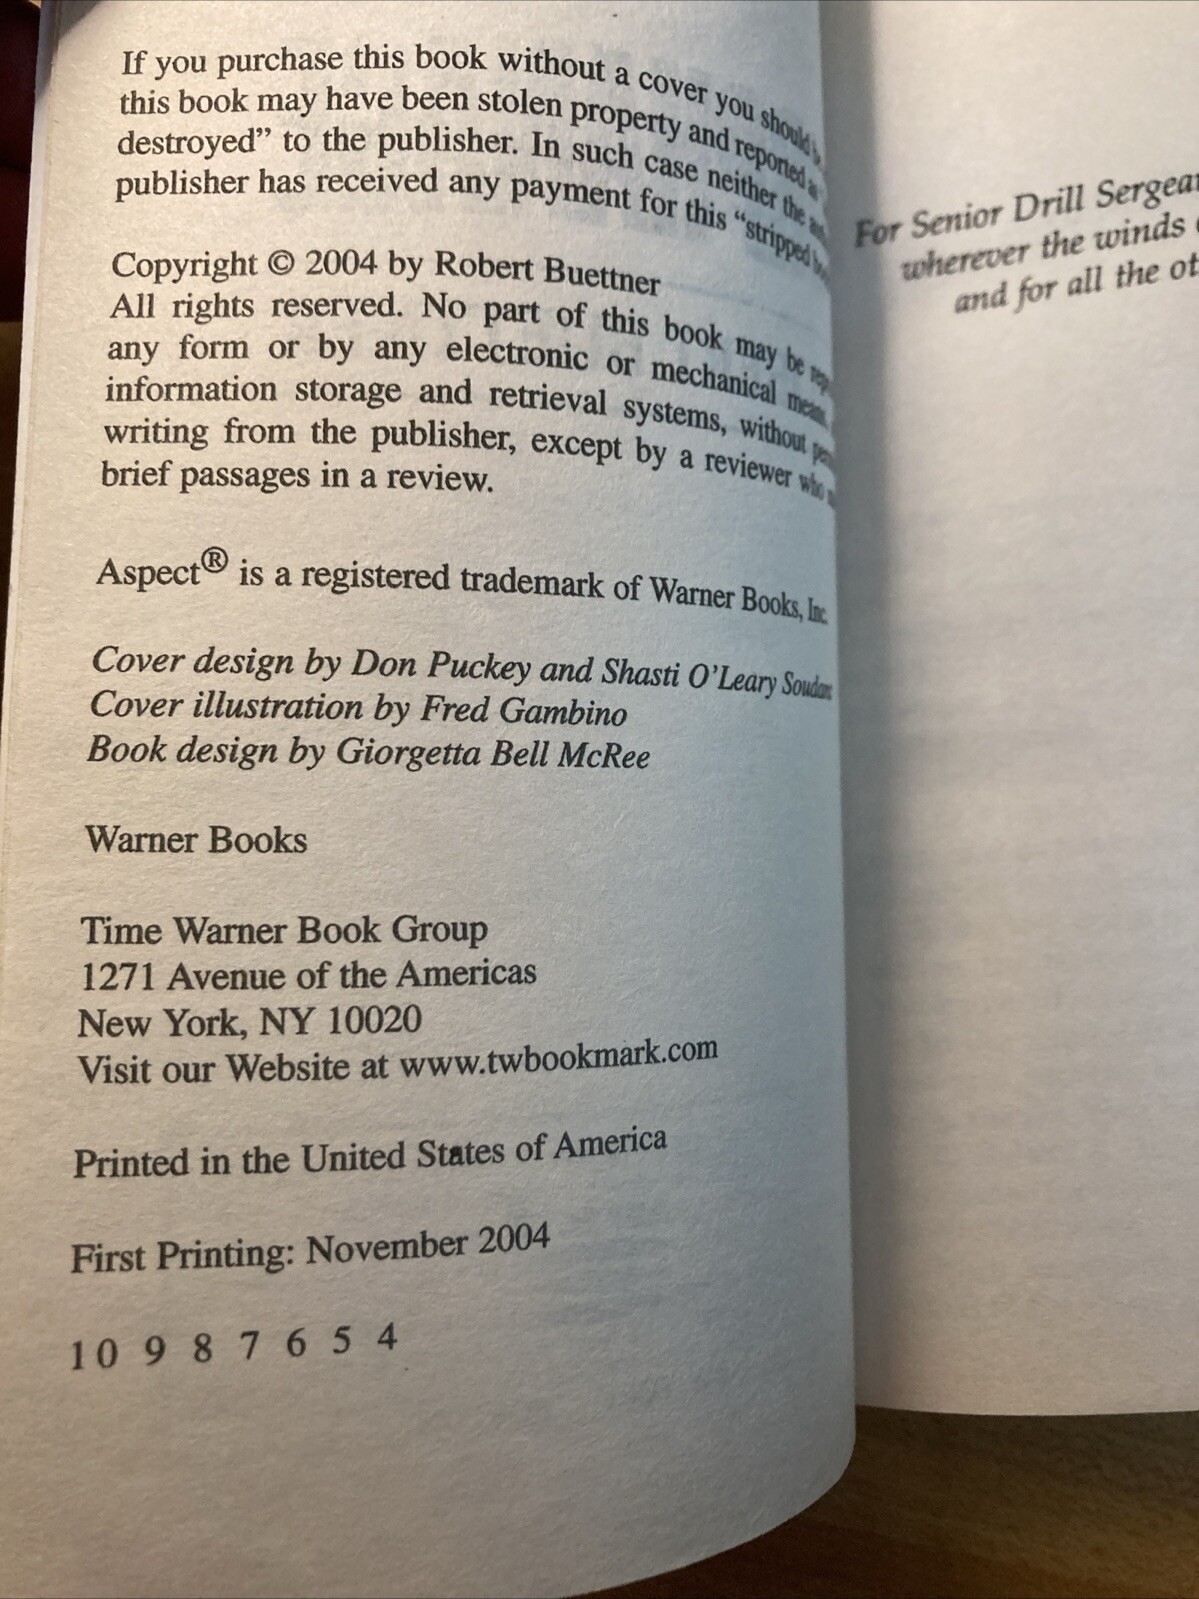 If you purchase this book without a cover you should
this book may have been stolen property and reported
destroyed” to the publisher. In such case neither the
publisher has received any payment for this “stripped
Copyright © 2004 by Robert Buettner
All rights reserved. No part of this book may be
any form or by any electronic or mechanical
information storage and retrieval systems, without
writing from the publisher, except by a reviewer who
brief passages in a review.
Aspect® is a registered trademark of Warner Books, Inc.
Cover design by Don Puckey and Shasti O’Leary
Cover illustration by Fred Gambino
Book design by Giorgetta Bell McRee
Warner Books
Time Warner Book Group
1271 Avenue of the Americas
New York, NY 10020
Visit our Website at www.twbookmark.com
Printed in the United States of America
First Printing: November 2004
10 9 8 7 6 5 4
For Senior Drill
wherever the winds
and for all the